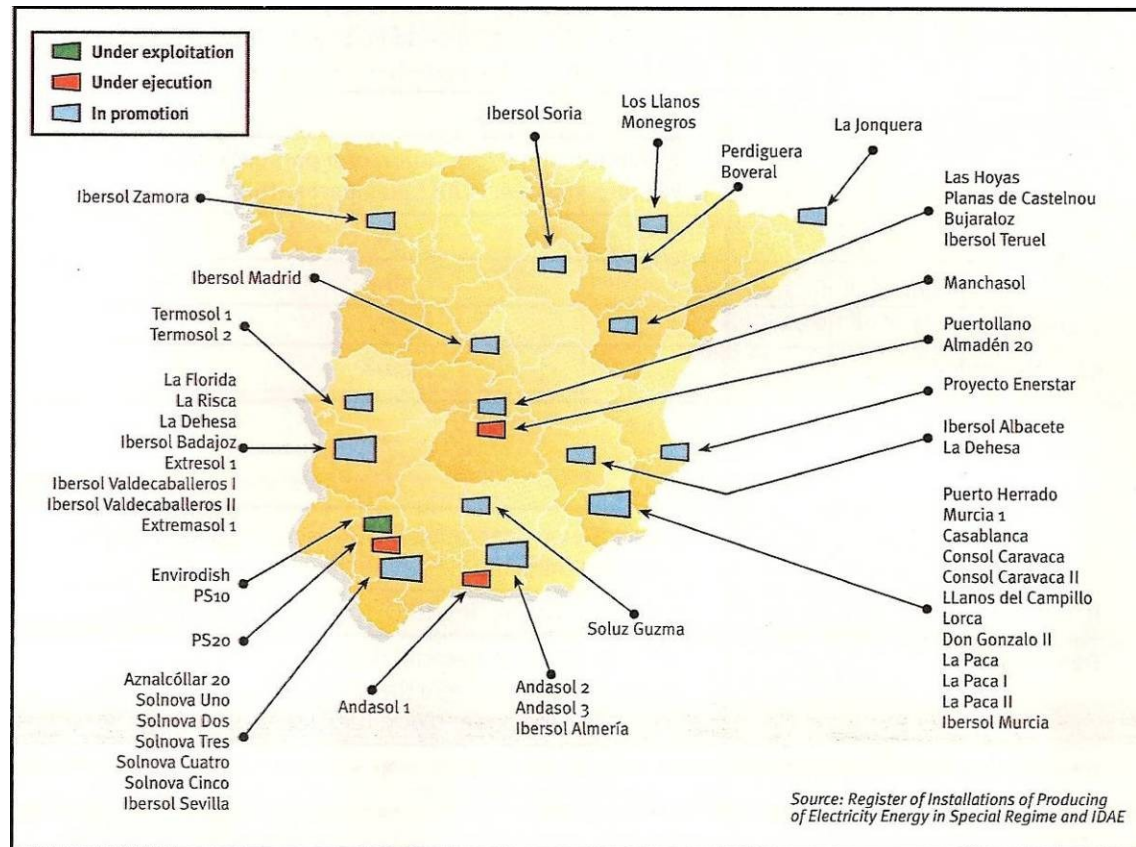 Under exploitation
Under ejecution
In promotion
Ibersol Soria
Los Llanos
Monegros
La Jonquera
Perdiguera
Boveral
Ibersol Zamora
Las Hoyas
Planas de Castelnou
Bujaraloz
Ibersol Teruel
Ibersol Madrid
Manchasol
Termosol 1
Termosol 2
Puertollano
Almadén 20
La Florida
La Risca
La Dehesa
Ibersol Badajoz
Extresol 1
Ibersol Valdecaballeros I
Ibersol Valdecaballeros II
Extremasol 1
Proyecto Enerstar
Ibersol Albacete
La Dehesa
Puerto Herrado
Murcia 1
Casablanca
Consol Caravaca
Consol Caravaca II
LLanos del Campillo
Lorca
Don Gonzalo II
La Paca
La Paca I
La Paca II
Ibersol Murcia
Envirodish
PS10
PS20
Soluz Guzma
Aznalcóllar 20
Solnova Uno
Solnova Dos
Solnova Tres
Solnova Cuatro
Solnova Cinco
Ibersol Sevilla
Andasol 1
Andasol 2
Andasol 3
Ibersol Almería
Source: Register of Installations of Producing
of Electricity Energy in Special Regime and IDAE